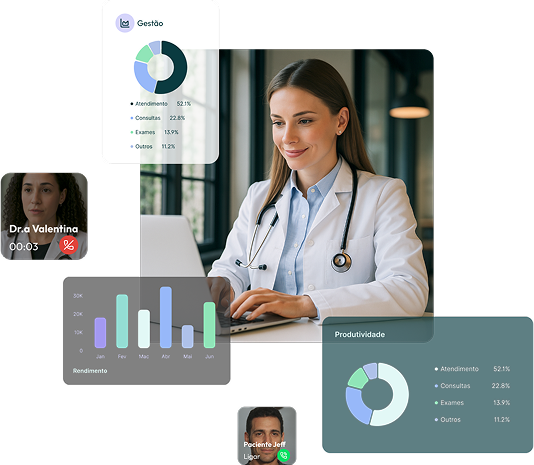 Gestão
Atendimento 52.1%
Consultas 22.8%
Exames 13.9%
Outros 11.2%
Dr.a Valentina
00:03
30K
20K
10K
0
Jan Fev Mac Abr Mai Jun
Rendimento
Produtividade
Atendimento 52.1%
Consultas 22.8%
Exames 13.9%
Outros 11.2%
Paciente Jeff
Ligar